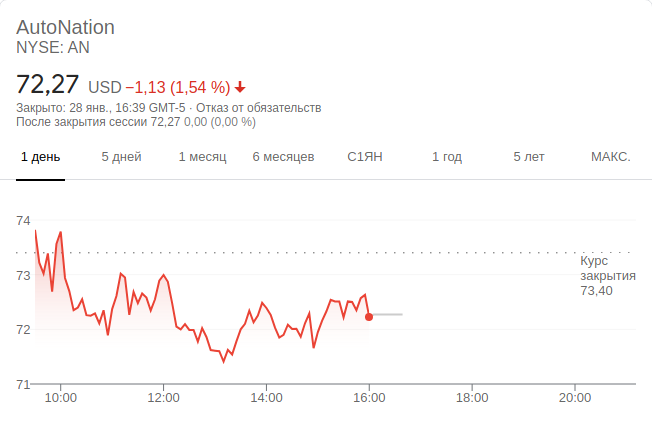 AutoNation
NYSE: AN
72,27 USD −1,13 (1,54 %)
Закрыто: 28 янв., 16:39 GMT-5 · Отказ от обязательств
После закрытия сессии 72,27 0,00 (0,00 %)
1 день 5 дней 1 месяц 6 месяцев С1ЯН 1 год 5 лет МАКС.
74
Курс
закрытия
73,40
73
72
71
10:00 12:00 14:00 16:00 18:00 20:00